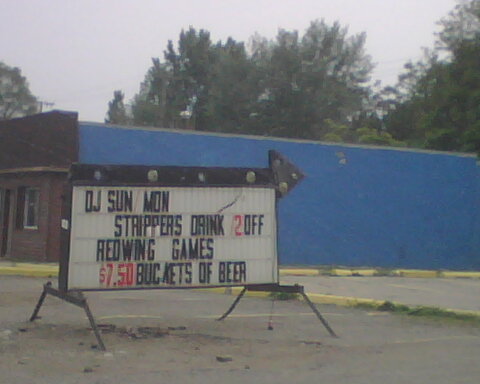 DJ SUN MON
STRIPPERS DRINK 2 OFF
REDWING GAMES
$7.50 BUCKETS OF BEER